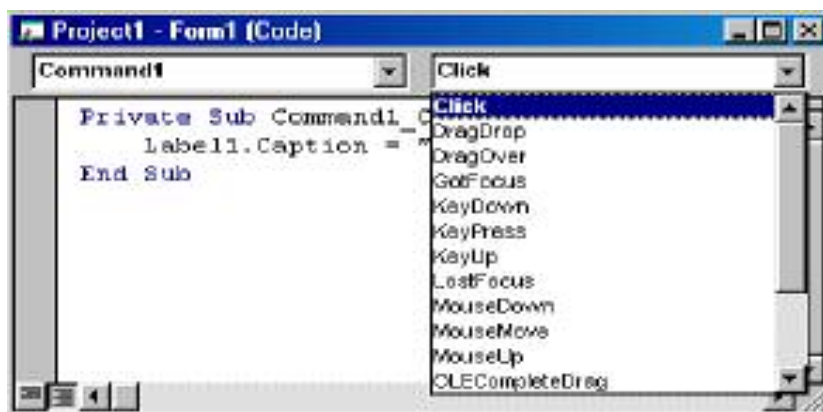 Project1 - Form1 (Code)
Command1 Click
Private Sub Command1_C
Label1.Caption = "
End Sub
Click
DragDrop
DragOver
GotFocus
KeyDown
KeyPress
KeyUp
LostFocus
MouseDown
MouseMove
MouseUp
OLECompleteDrag